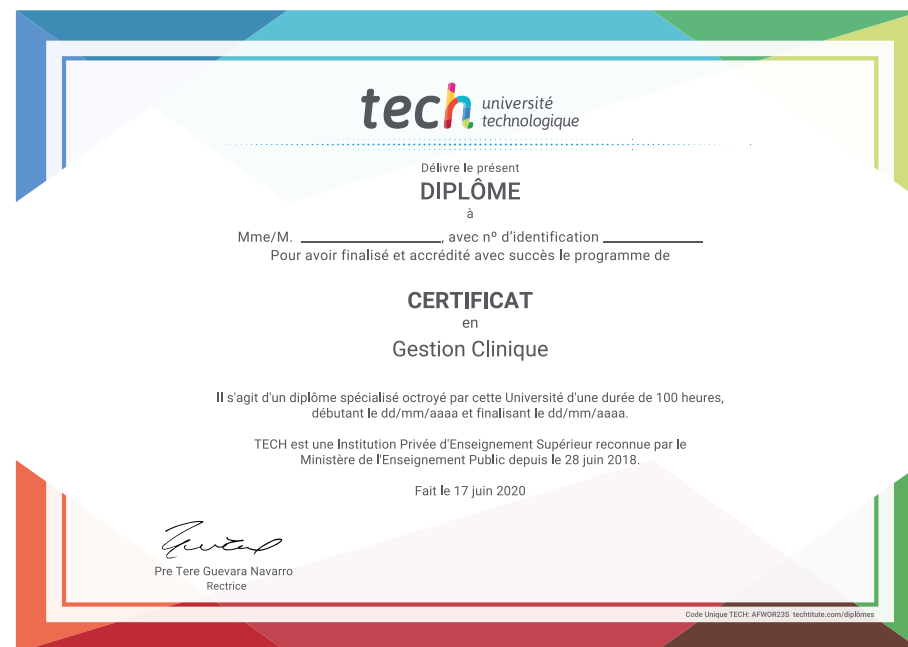 tech université
technologique
Délivre le présent
DIPLÔME
à
Mme/M. ____________________, avec nº d'identification ______________
Pour avoir finalisé et accrédité avec succès le programme de
CERTIFICAT
en
Gestion Clinique
Il s'agit d'un diplôme spécialisé octroyé par cette Université d'une durée de 100 heures,
débutant le dd/mm/aaaa et finalisant le dd/mm/aaaa.
TECH est une Institution Privée d'Enseignement Supérieur reconnue par le
Ministère de l'Enseignement Public depuis le 28 juin 2018.
Fait le 17 juin 2020
Pre Tere Guevara Navarro
Rectrice
Code Unique TECH: AFWOR23S techtitute.com/diplômes